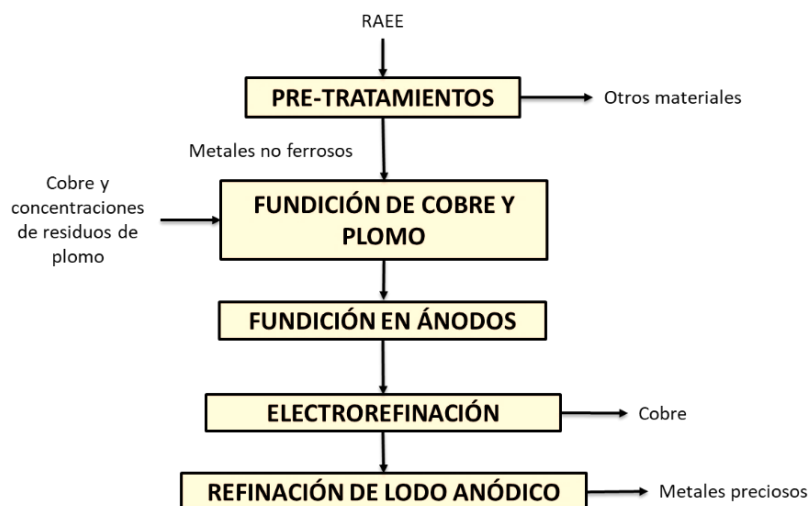 RAEE
PRE-TRATAMIENTOS
Otros materiales
Metales no ferrosos
Cobre y
concentraciones
de residuos de
plomo
FUNDICIÓN DE COBRE Y
PLOMO
FUNDICIÓN EN ÁNODOS
ELECTROREFINACIÓN
Cobre
REFINACIÓN DE LODO ANÓDICO
Metales preciosos